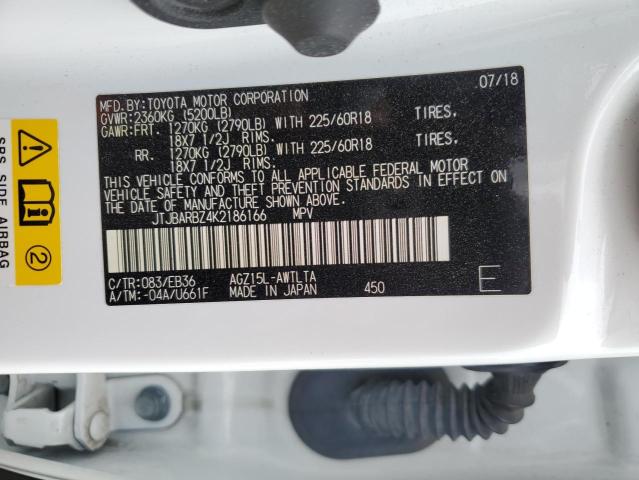 07/18
MFD.BY:TOYOTA MOTOR CORPORATION
GVWR:2360KG (5200LB)
GAWR:FRT. 1270KG (2790LB) WITH 225/60R18 TIRES.
18X7 1/2J RIMS.
RR. 1270KG (2790LB) WITH 225/60R18 TIRES.
18X7 1/2J RIMS.
THIS VEHICLE CONFORMS TO ALL APPLICABLE FEDERAL MOTOR
VEHICLE SAFETY AND THEFT PREVENTION STANDARDS IN EFFECT ON
THE DATE OF MANUFACTURE SHOWN ABOVE.
JTJBARBZ4K2186166 MPV
C/TR:083/EB36 AGZ15L-AWTLTA
A/TM:-04A/U661F MADE IN JAPAN 450 E
SRS SIDE AIRBAG
2